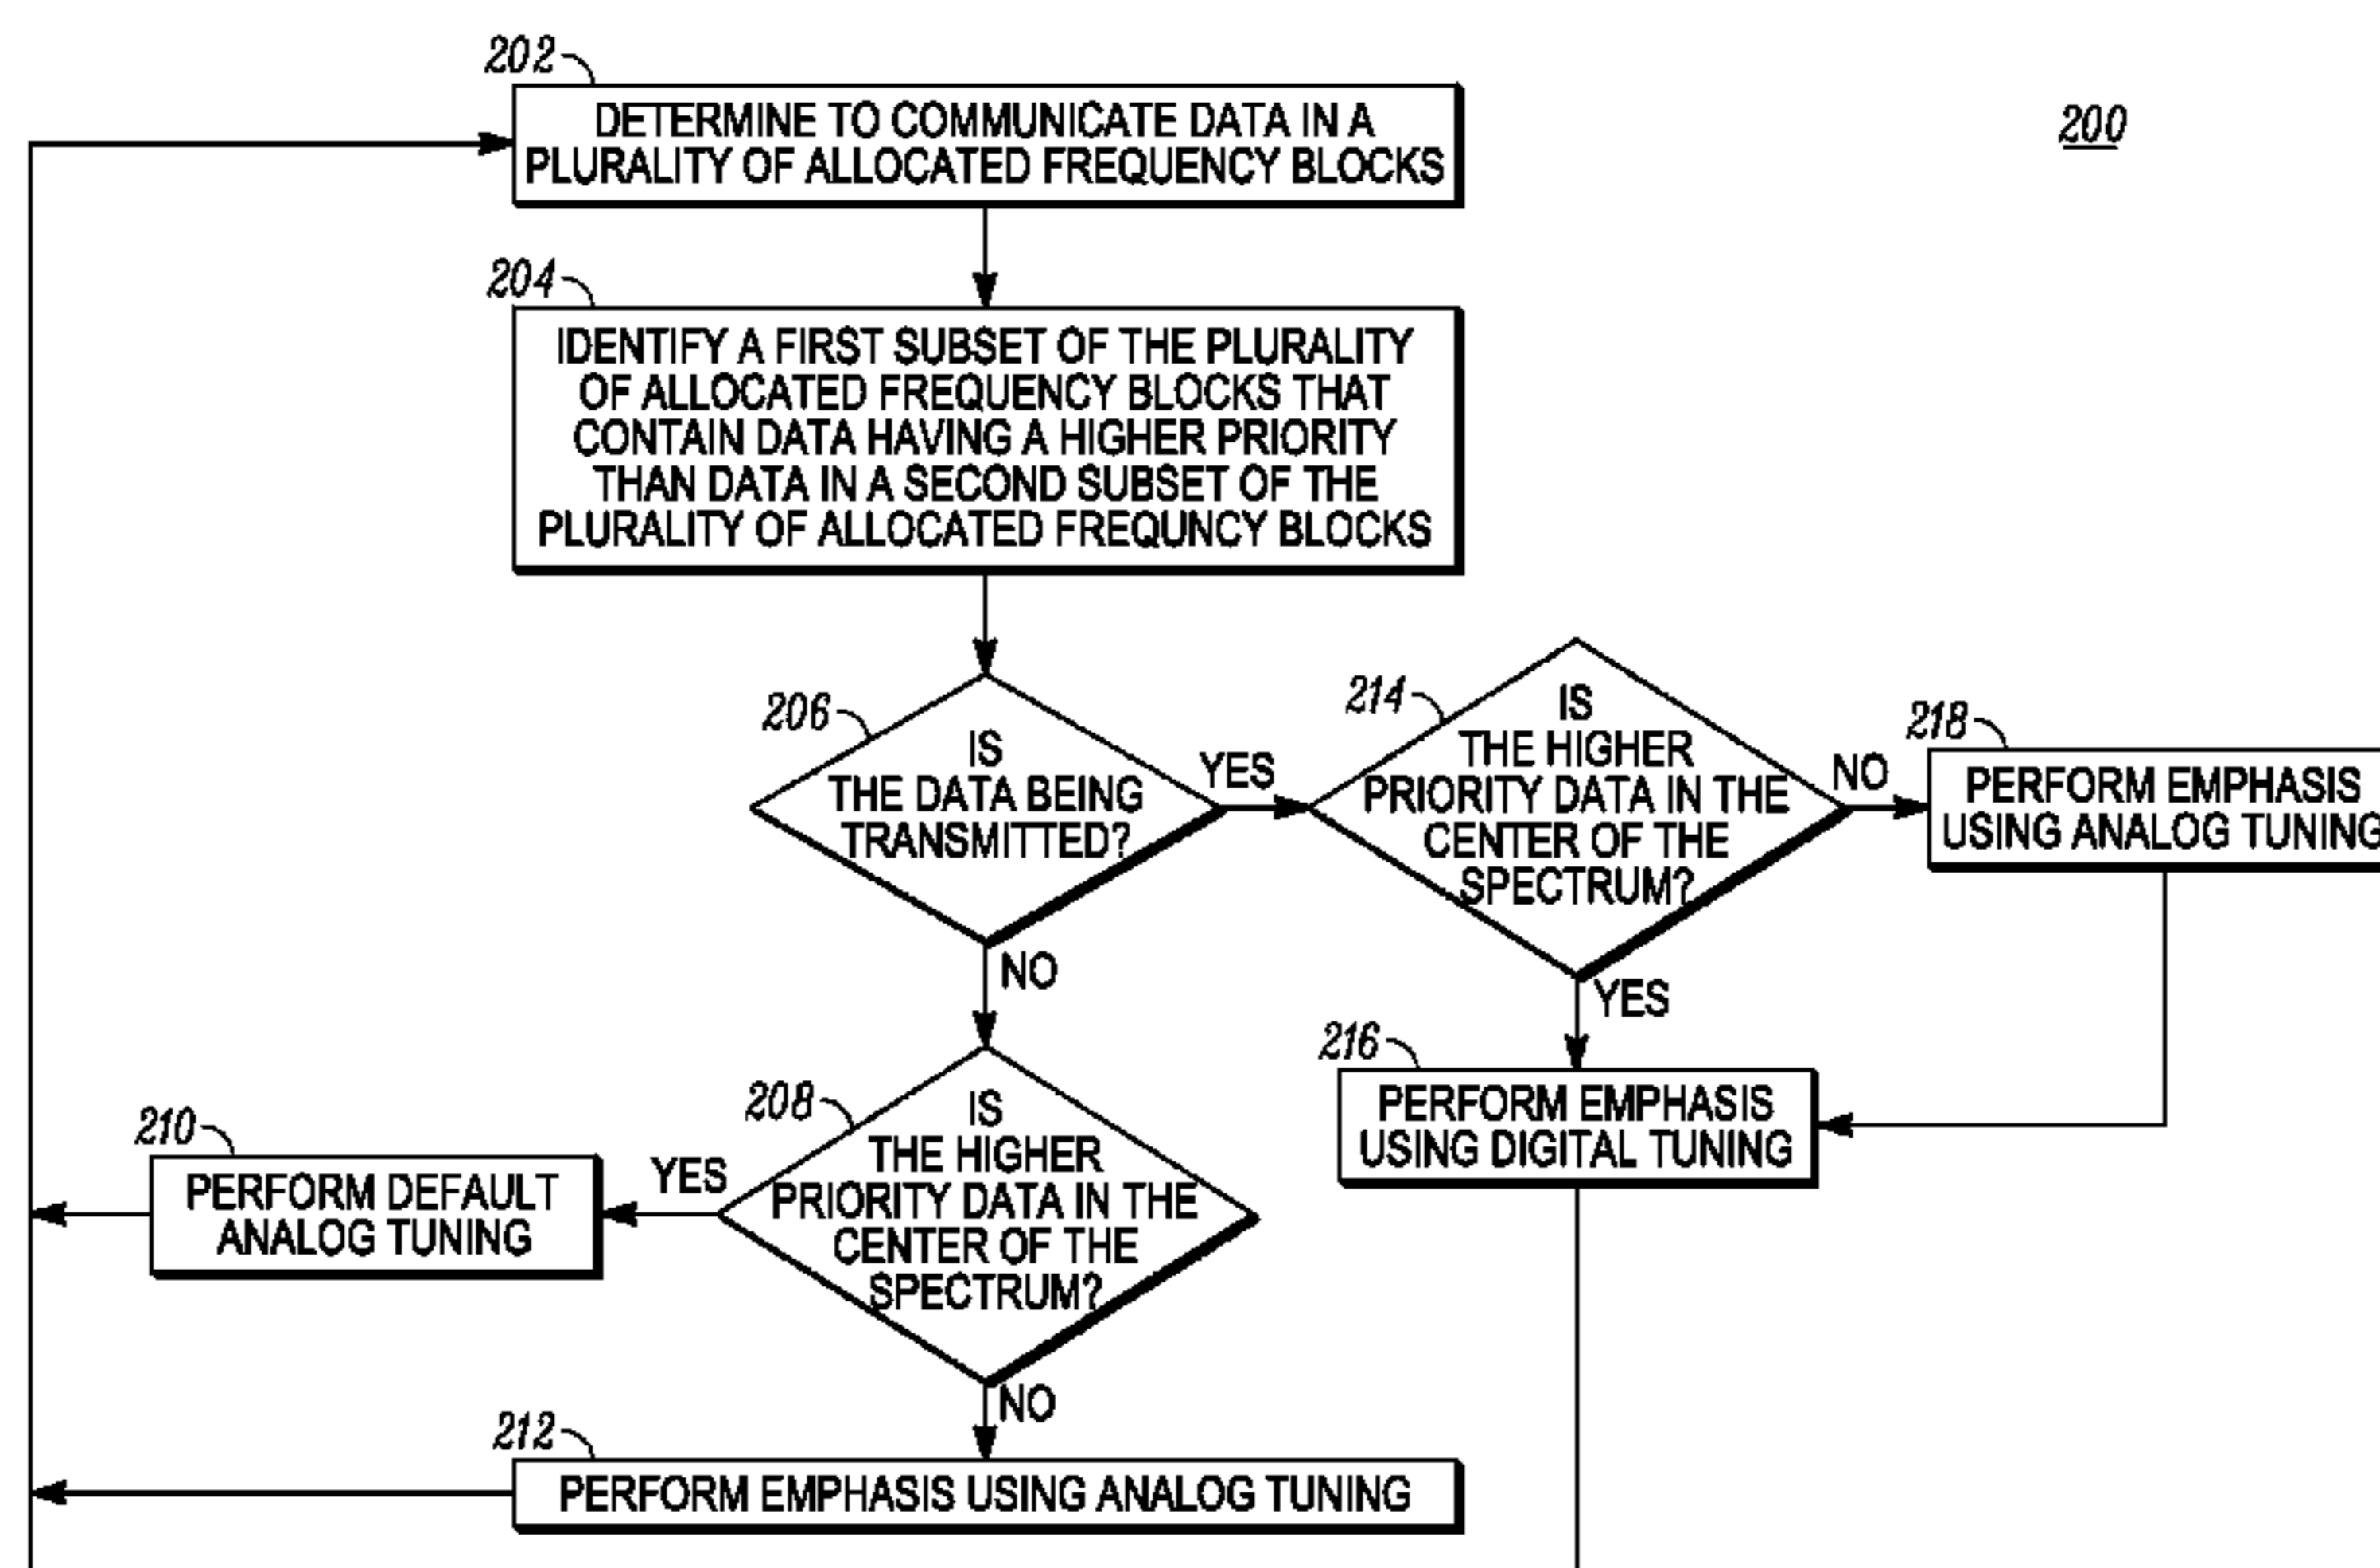 202
DETERMINE TO COMMUNICATE DATA IN A
PLURALITY OF ALLOCATED FREQUENCY BLOCKS
200
204
IDENTIFY A FIRST SUBSET OF THE PLURALITY
OF ALLOCATED FREQUENCY BLOCKS THAT
CONTAIN DATA HAVING A HIGHER PRIORITY
THAN DATA IN A SECOND SUBSET OF THE
PLURALITY OF ALLOCATED FREQUNCY BLOCKS
206
IS
THE DATA BEING
TRANSMITTED?
YES
NO
214
IS
THE HIGHER
PRIORITY DATA IN THE
CENTER OF THE
SPECTRUM?
NO
YES
218
PERFORM EMPHASIS
USING ANALOG TUNING
216
PERFORM EMPHASIS
USING DIGITAL TUNING
208
IS
THE HIGHER
PRIORITY DATA IN THE
CENTER OF THE
SPECTRUM?
YES
NO
210
PERFORM DEFAULT
ANALOG TUNING
212
PERFORM EMPHASIS USING ANALOG TUNING